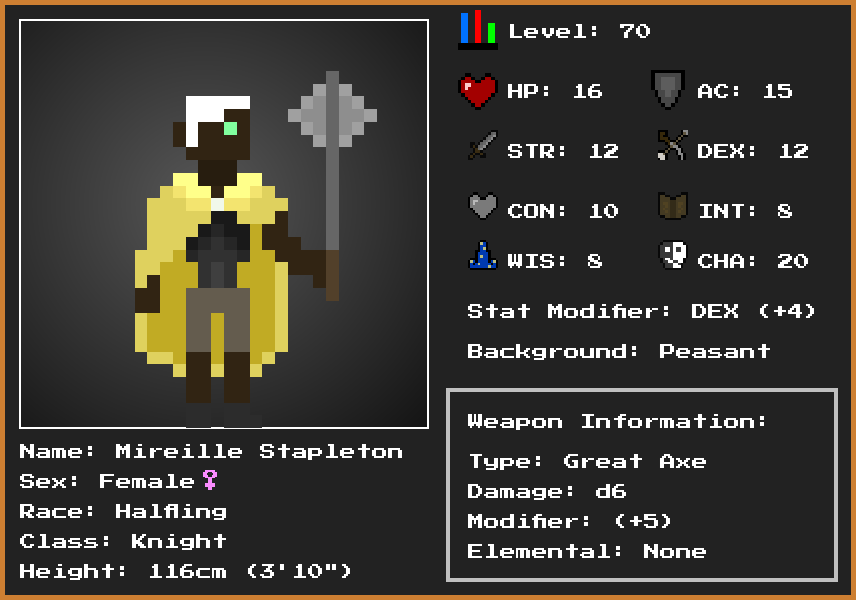 Level: 70
HP: 16 AC: 15
STR: 12 DEX: 12
CON: 10 INT: 8
WIS: 8 CHA: 20
Stat Modifier: DEX (+4)
Background: Peasant
Weapon Information:
Type: Great Axe
Damage: d6
Modifier: (+5)
Elemental: None
Name: Mireille Stapleton
Sex: Female♀
Race: Halfling
Class: Knight
Height: 116cm (3'10")